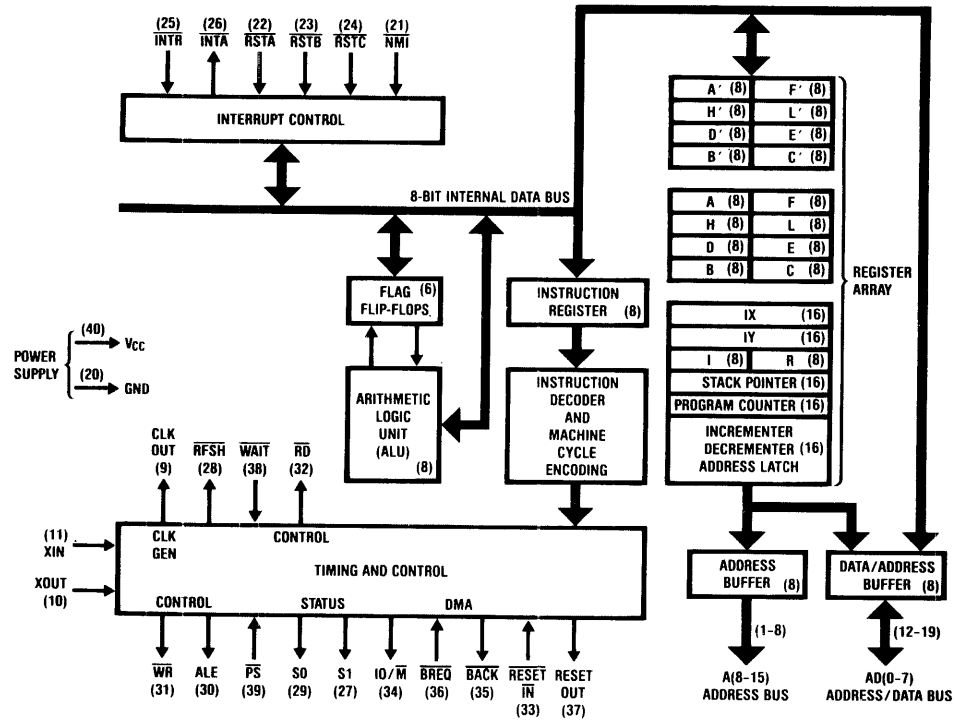 (25) (26) (22) (23) (24) (21)
INTR INTA RSTA RSTB RSTC NMI
INTERRUPT CONTROL
8-BIT INTERNAL DATA BUS
A′ (8) F′ (8)
H′ (8) L′ (8)
D′ (8) E′ (8)
B′ (8) C′ (8)
A (8) F (8)
H (8) L (8)
D (8) E (8)
B (8) C (8)
IX (16)
IY (16)
I (8) R (8)
STACK POINTER (16)
PROGRAM COUNTER (16)
INCREMENTER
DECREMENTER (16)
ADDRESS LATCH
REGISTER
ARRAY
FLAG (6)
FLIP-FLOPS
INSTRUCTION
REGISTER (8)
ARITHMETIC
LOGIC
UNIT
(ALU) (8)
INSTRUCTION
DECODER
AND
MACHINE
CYCLE
ENCODING
POWER
SUPPLY
(40) VCC
(20) GND
CLK
OUT RFSH WAIT RD
(9) (28) (38) (32)
(11)
XIN
XOUT
(10)
CLK
GEN
CONTROL
TIMING AND CONTROL
CONTROL STATUS DMA
WR ALE PS S0 S1 IO/M BREQ BACK RESET IN RESET OUT
(31) (30) (39) (29) (27) (34) (36) (35) (33) (37)
ADDRESS
BUFFER (8)
DATA/ADDRESS
BUFFER (8)
(1-8) (12-19)
A(8-15)
ADDRESS BUS
AD(0-7)
ADDRESS/DATA BUS